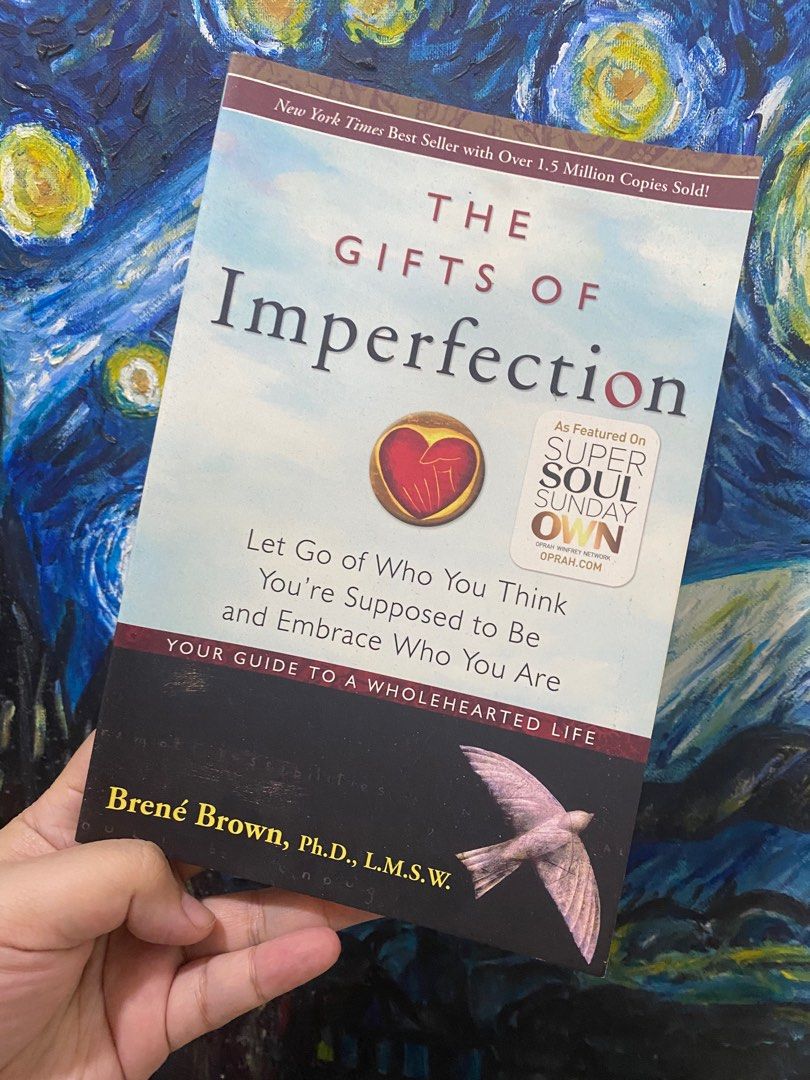 New York Times Best Seller with Over 1.5 Million Copies Sold!
THE
GIFTS OF
Imperfection
As Featured On
SUPER
SOUL
SUNDAY
OWN
OPRAH WINFREY NETWORK
OPRAH.COM
Let Go of Who You Think
You're Supposed to Be
and Embrace Who You Are
YOUR GUIDE TO A WHOLEHEARTED LIFE
Brené Brown, Ph.D., L.M.S.W.